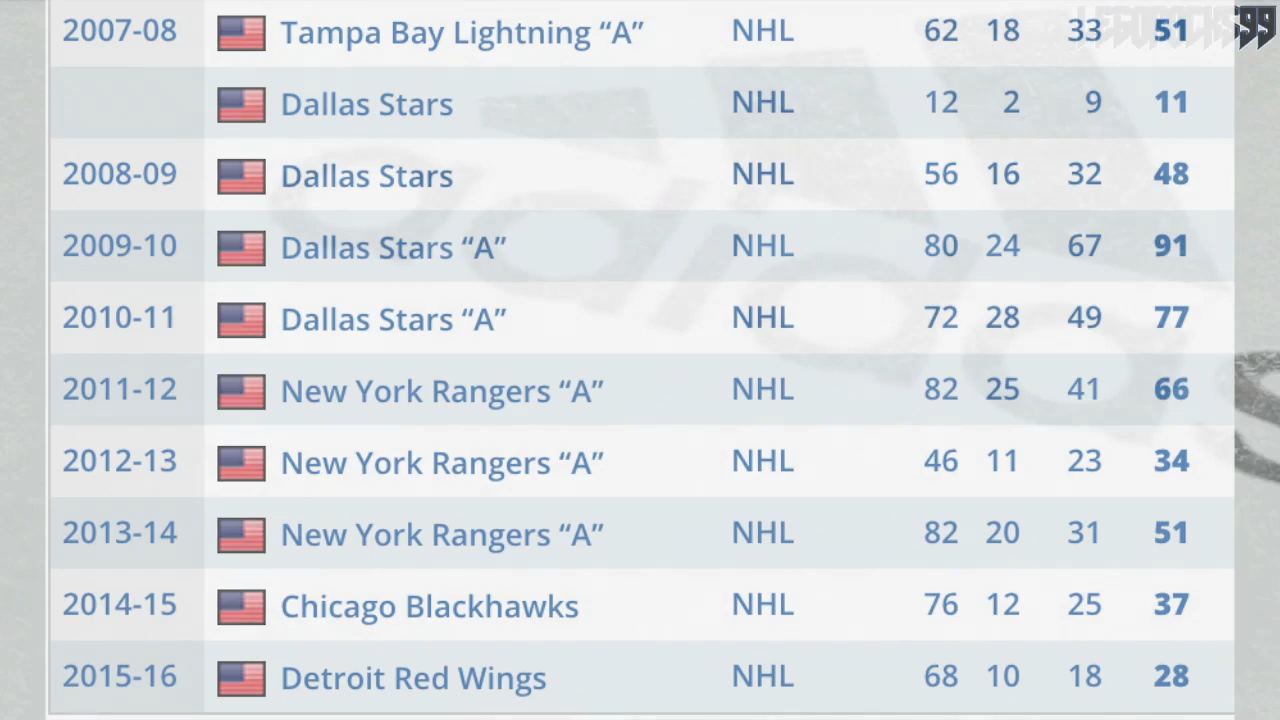 LEGOROCKS99
2007-08 Tampa Bay Lightning “A” NHL 62 18 33 51
Dallas Stars NHL 12 2 9 11
2008-09 Dallas Stars NHL 56 16 32 48
2009-10 Dallas Stars “A” NHL 80 24 67 91
2010-11 Dallas Stars “A” NHL 72 28 49 77
2011-12 New York Rangers “A” NHL 82 25 41 66
2012-13 New York Rangers “A” NHL 46 11 23 34
2013-14 New York Rangers “A” NHL 82 20 31 51
2014-15 Chicago Blackhawks NHL 76 12 25 37
2015-16 Detroit Red Wings NHL 68 10 18 28
adidas